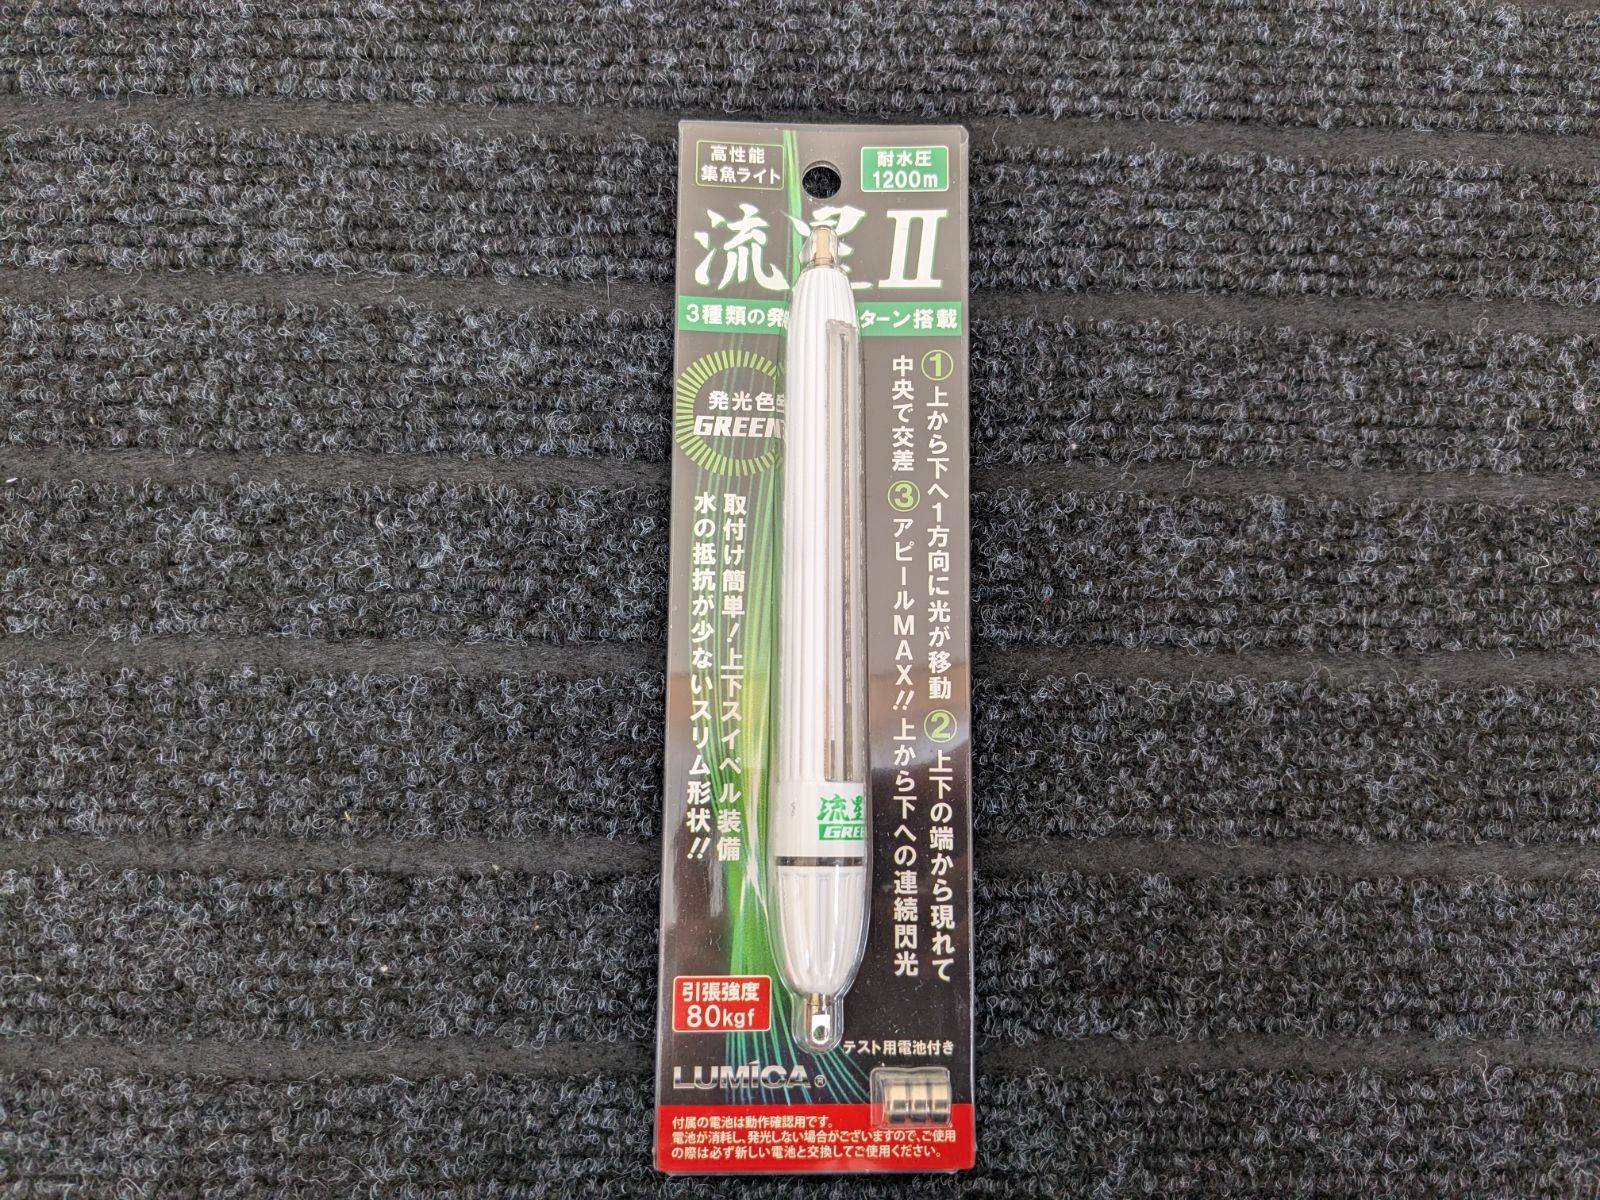 高性能
集魚ライト
耐水圧
1200m
流星II
3種類の発 ターン搭載
発光色
GREEN
①上から下へ1方向に光が移動 ②上下の端から現れて
中央で交差 ③アピールMAX!!上から下への連続閃光
取付け簡単!上下スイベル装備
水の抵抗が少ないスリム形状!!
流星
GREE
引張強度
80kgf
テスト用電池付き
LUMICA®
付属の電池は動作確認用です。
電池が消耗し、発光しない場合がございますので、ご使用
の際は必ず新しい電池と交換してご使用ください。